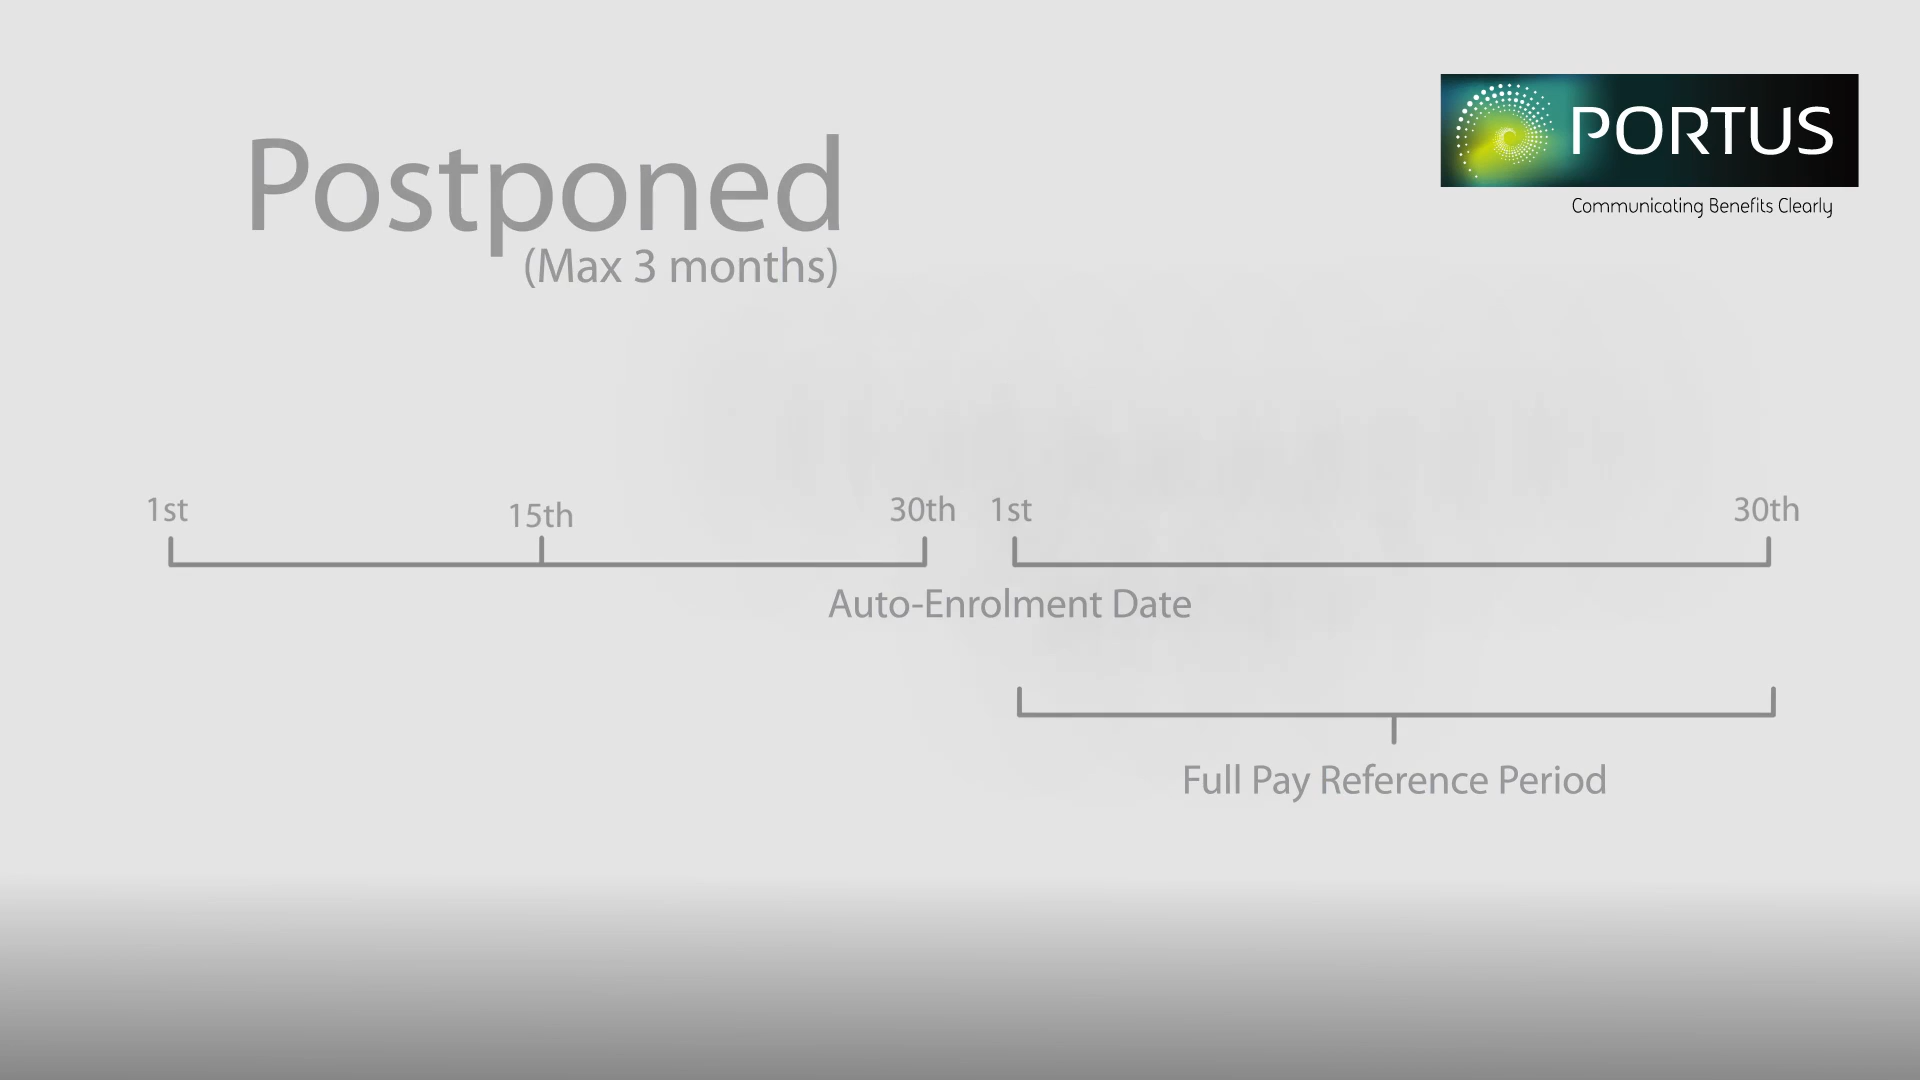 PORTUS
Communicating Benefits Clearly
Postponed
(Max 3 months)
1st 15th 30th 1st 30th
Auto-Enrolment Date
Full Pay Reference Period